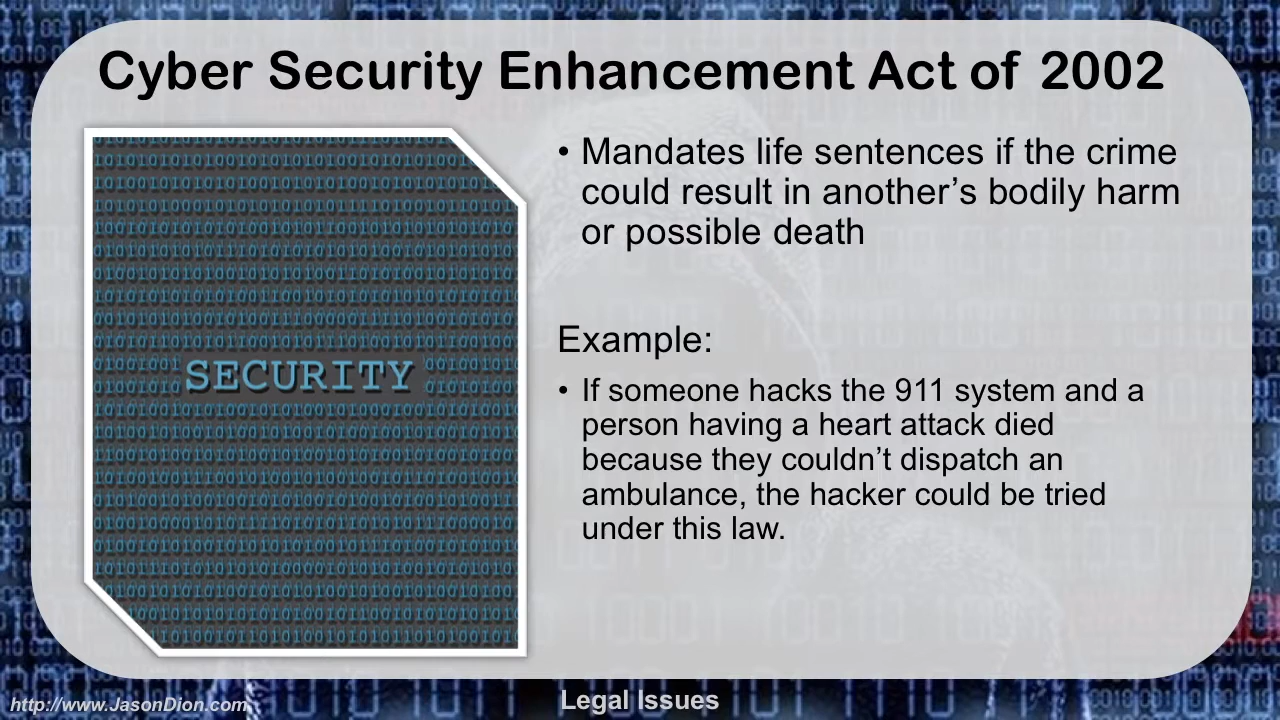 Cyber Security Enhancement Act of 2002
SECURITY
• Mandates life sentences if the crime
could result in another’s bodily harm
or possible death
Example:
• If someone hacks the 911 system and a
person having a heart attack died
because they couldn’t dispatch an
ambulance, the hacker could be tried
under this law.
http://www.JasonDion.com
Legal Issues